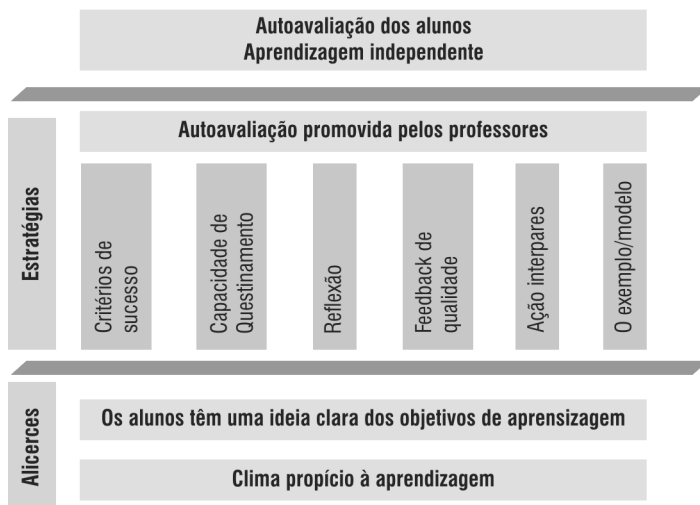 Autoavaliação dos alunos
Aprendizagem independente
Estratégias
Autoavaliação promovida pelos professores
Critérios de
sucesso
Capacidade de
Questinamento
Reflexão
Feedback de
qualidade
Ação interpares
O exemplo/modelo
Alicerces
Os alunos têm uma ideia clara dos objetivos de aprensizagem
Clima propício à aprendizagem